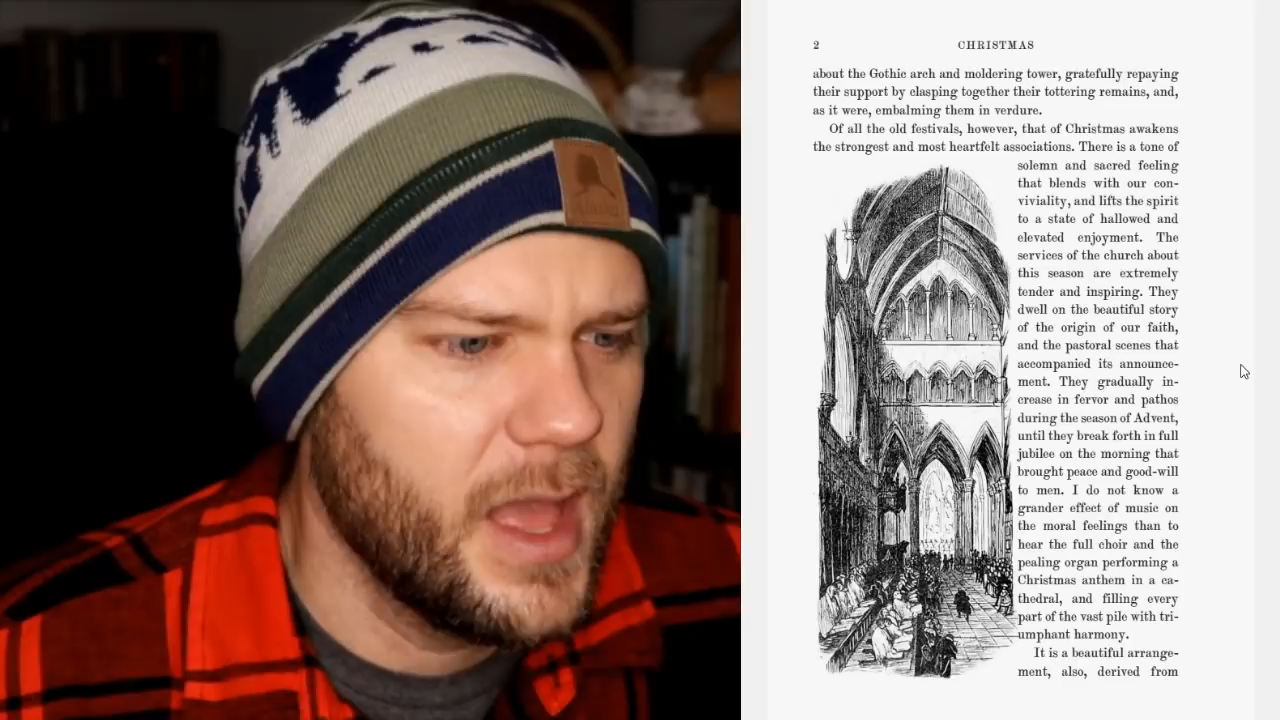 2
CHRISTMAS
about the Gothic arch and moldering tower, gratefully repaying
their support by clasping together their tottering remains, and,
as it were, embalming them in verdure.
Of all the old festivals, however, that of Christmas awakens
the strongest and most heartfelt associations. There is a tone of
solemn and sacred feeling
that blends with our con-
viviality, and lifts the spirit
to a state of hallowed and
elevated enjoyment. The
services of the church about
this season are extremely
tender and inspiring. They
dwell on the beautiful story
of the origin of our faith,
and the pastoral scenes that
accompanied its announce-
ment. They gradually in-
crease in fervor and pathos
during the season of Advent,
until they break forth in full
jubilee on the morning that
brought peace and good-will
to men. I do not know a
grander effect of music on
the moral feelings than to
hear the full choir and the
pealing organ performing a
Christmas anthem in a ca-
thedral, and filling every
part of the vast pile with tri-
umphant harmony.
It is a beautiful arrange-
ment, also, derived from